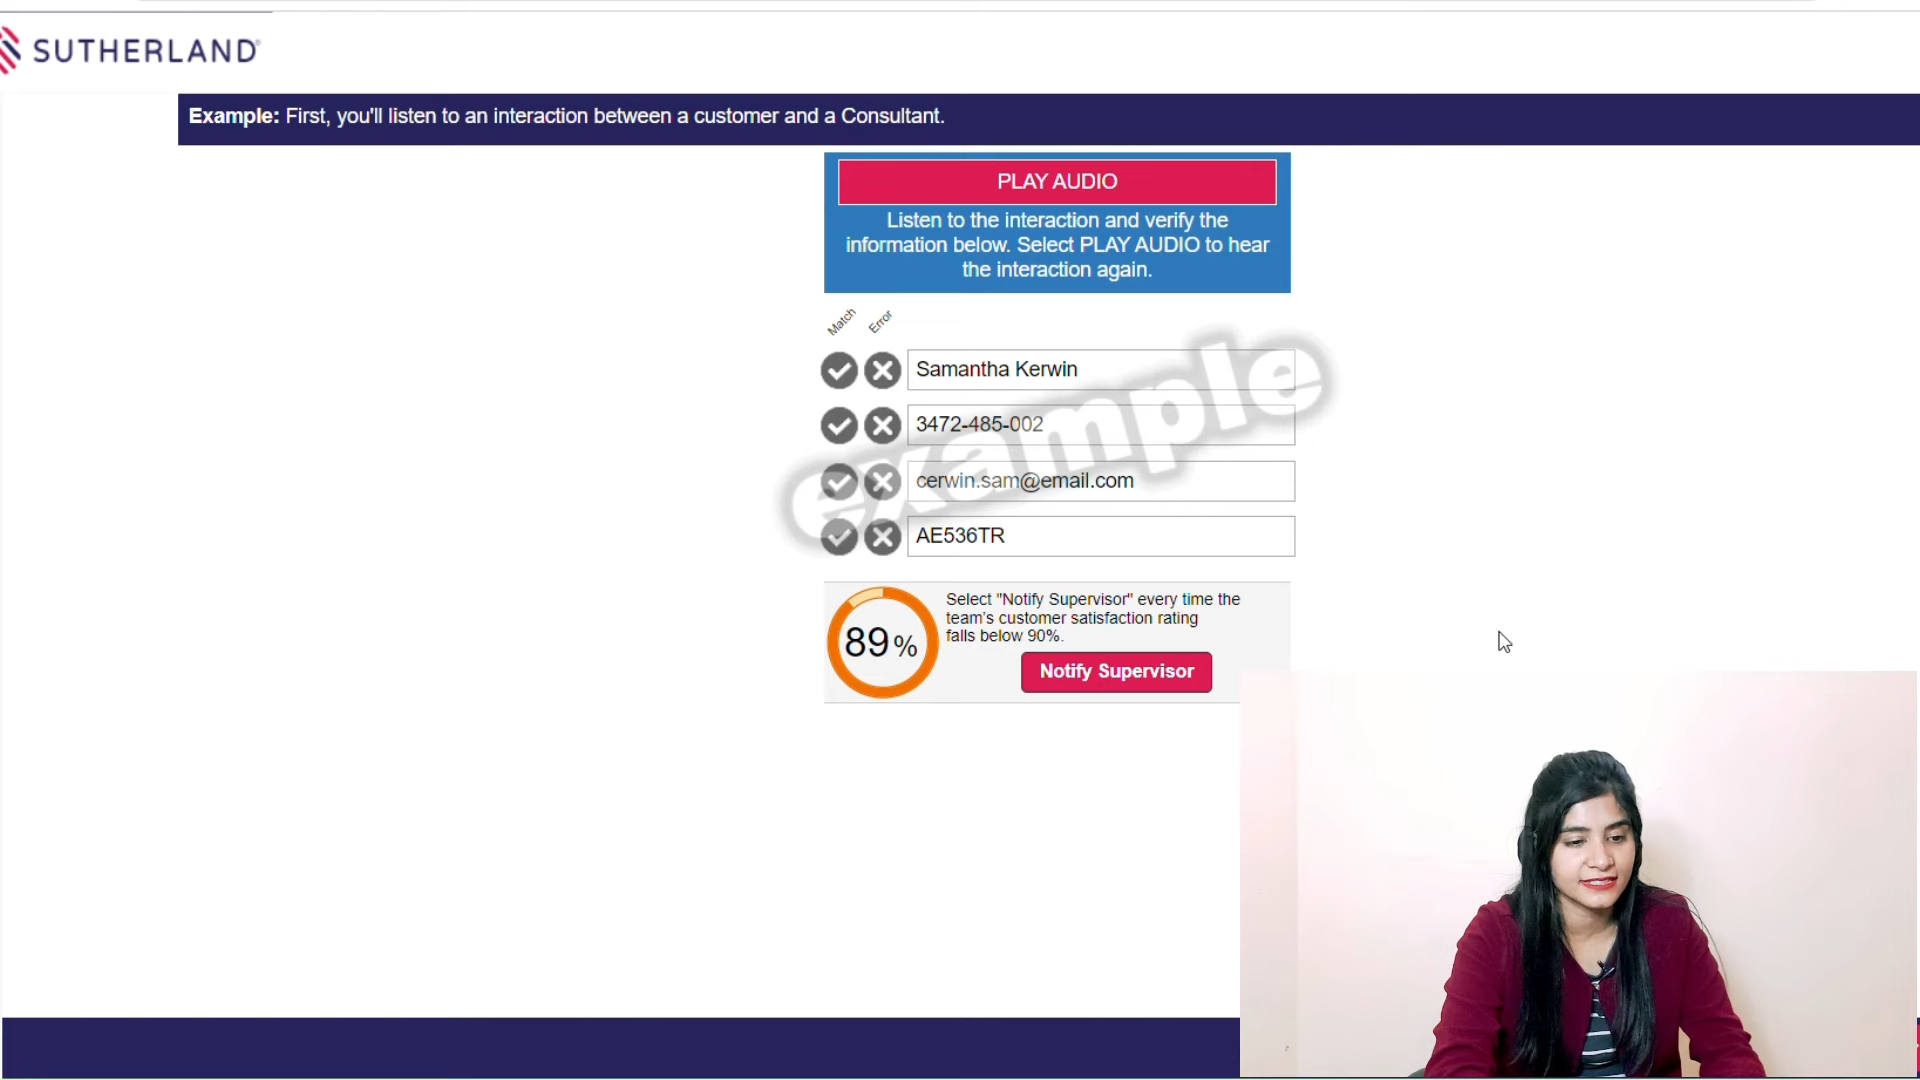 SUTHERLAND
Example: First, you'll listen to an interaction between a customer and a Consultant.
PLAY AUDIO
Listen to the interaction and verify the
information below. Select PLAY AUDIO to hear
the interaction again.
Match Error
Samantha Kerwin
3472-485-002
cerwin.sam@email.com
AE536TR
example
89%
Select "Notify Supervisor" every time the
team's customer satisfaction rating
falls below 90%.
Notify Supervisor